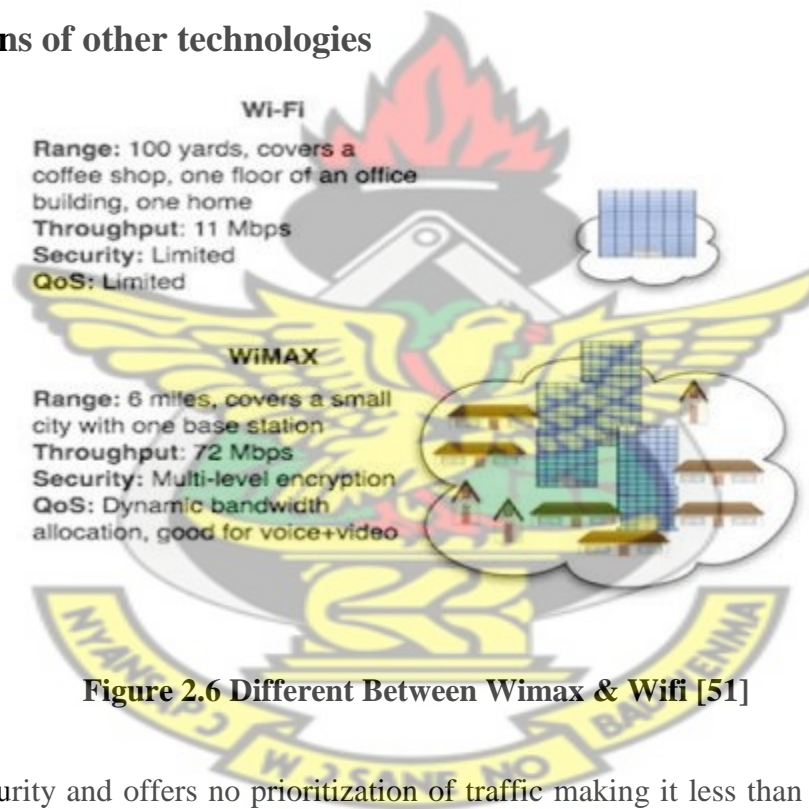 ns of other technologies
Wi-Fi
Range: 100 yards, covers a
coffee shop, one floor of an office
building, one home
Throughput: 11 Mbps
Security: Limited
QoS: Limited
WiMAX
Range: 6 miles, covers a small
city with one base station
Throughput: 72 Mbps
Security: Multi-level encryption
QoS: Dynamic bandwidth
allocation, good for voice+video
Figure 2.6 Different Between Wimax & Wifi [51]
W JSANE NO
urity and offers no prioritization of traffic making it less than